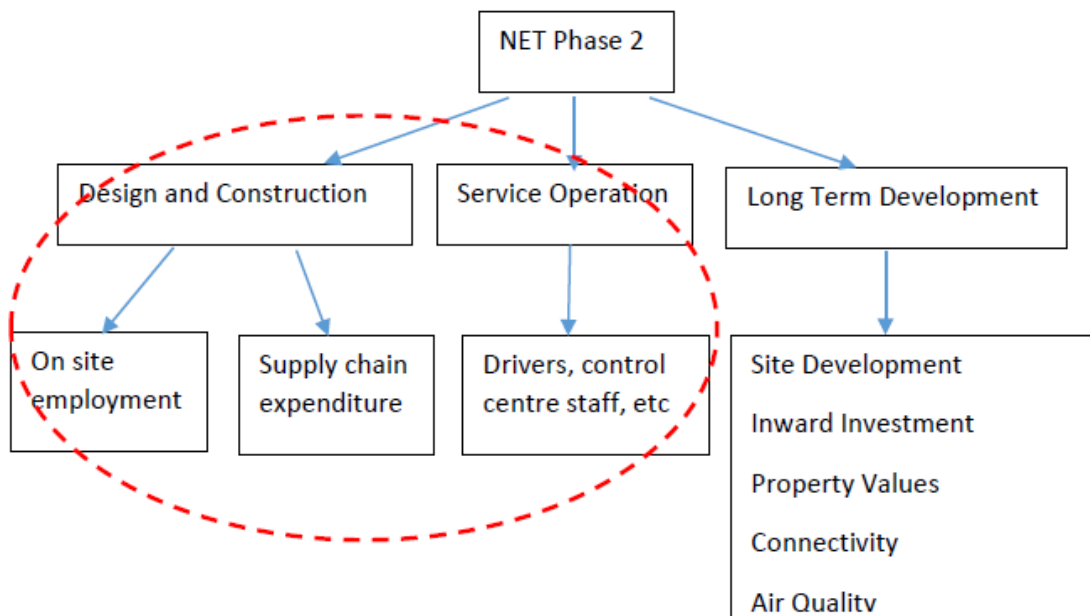 NET Phase 2
Design and Construction
Service Operation
Long Term Development
On site
employment
Supply chain
expenditure
Drivers, control
centre staff, etc
Site Development
Inward Investment
Property Values
Connectivity
Air Quality